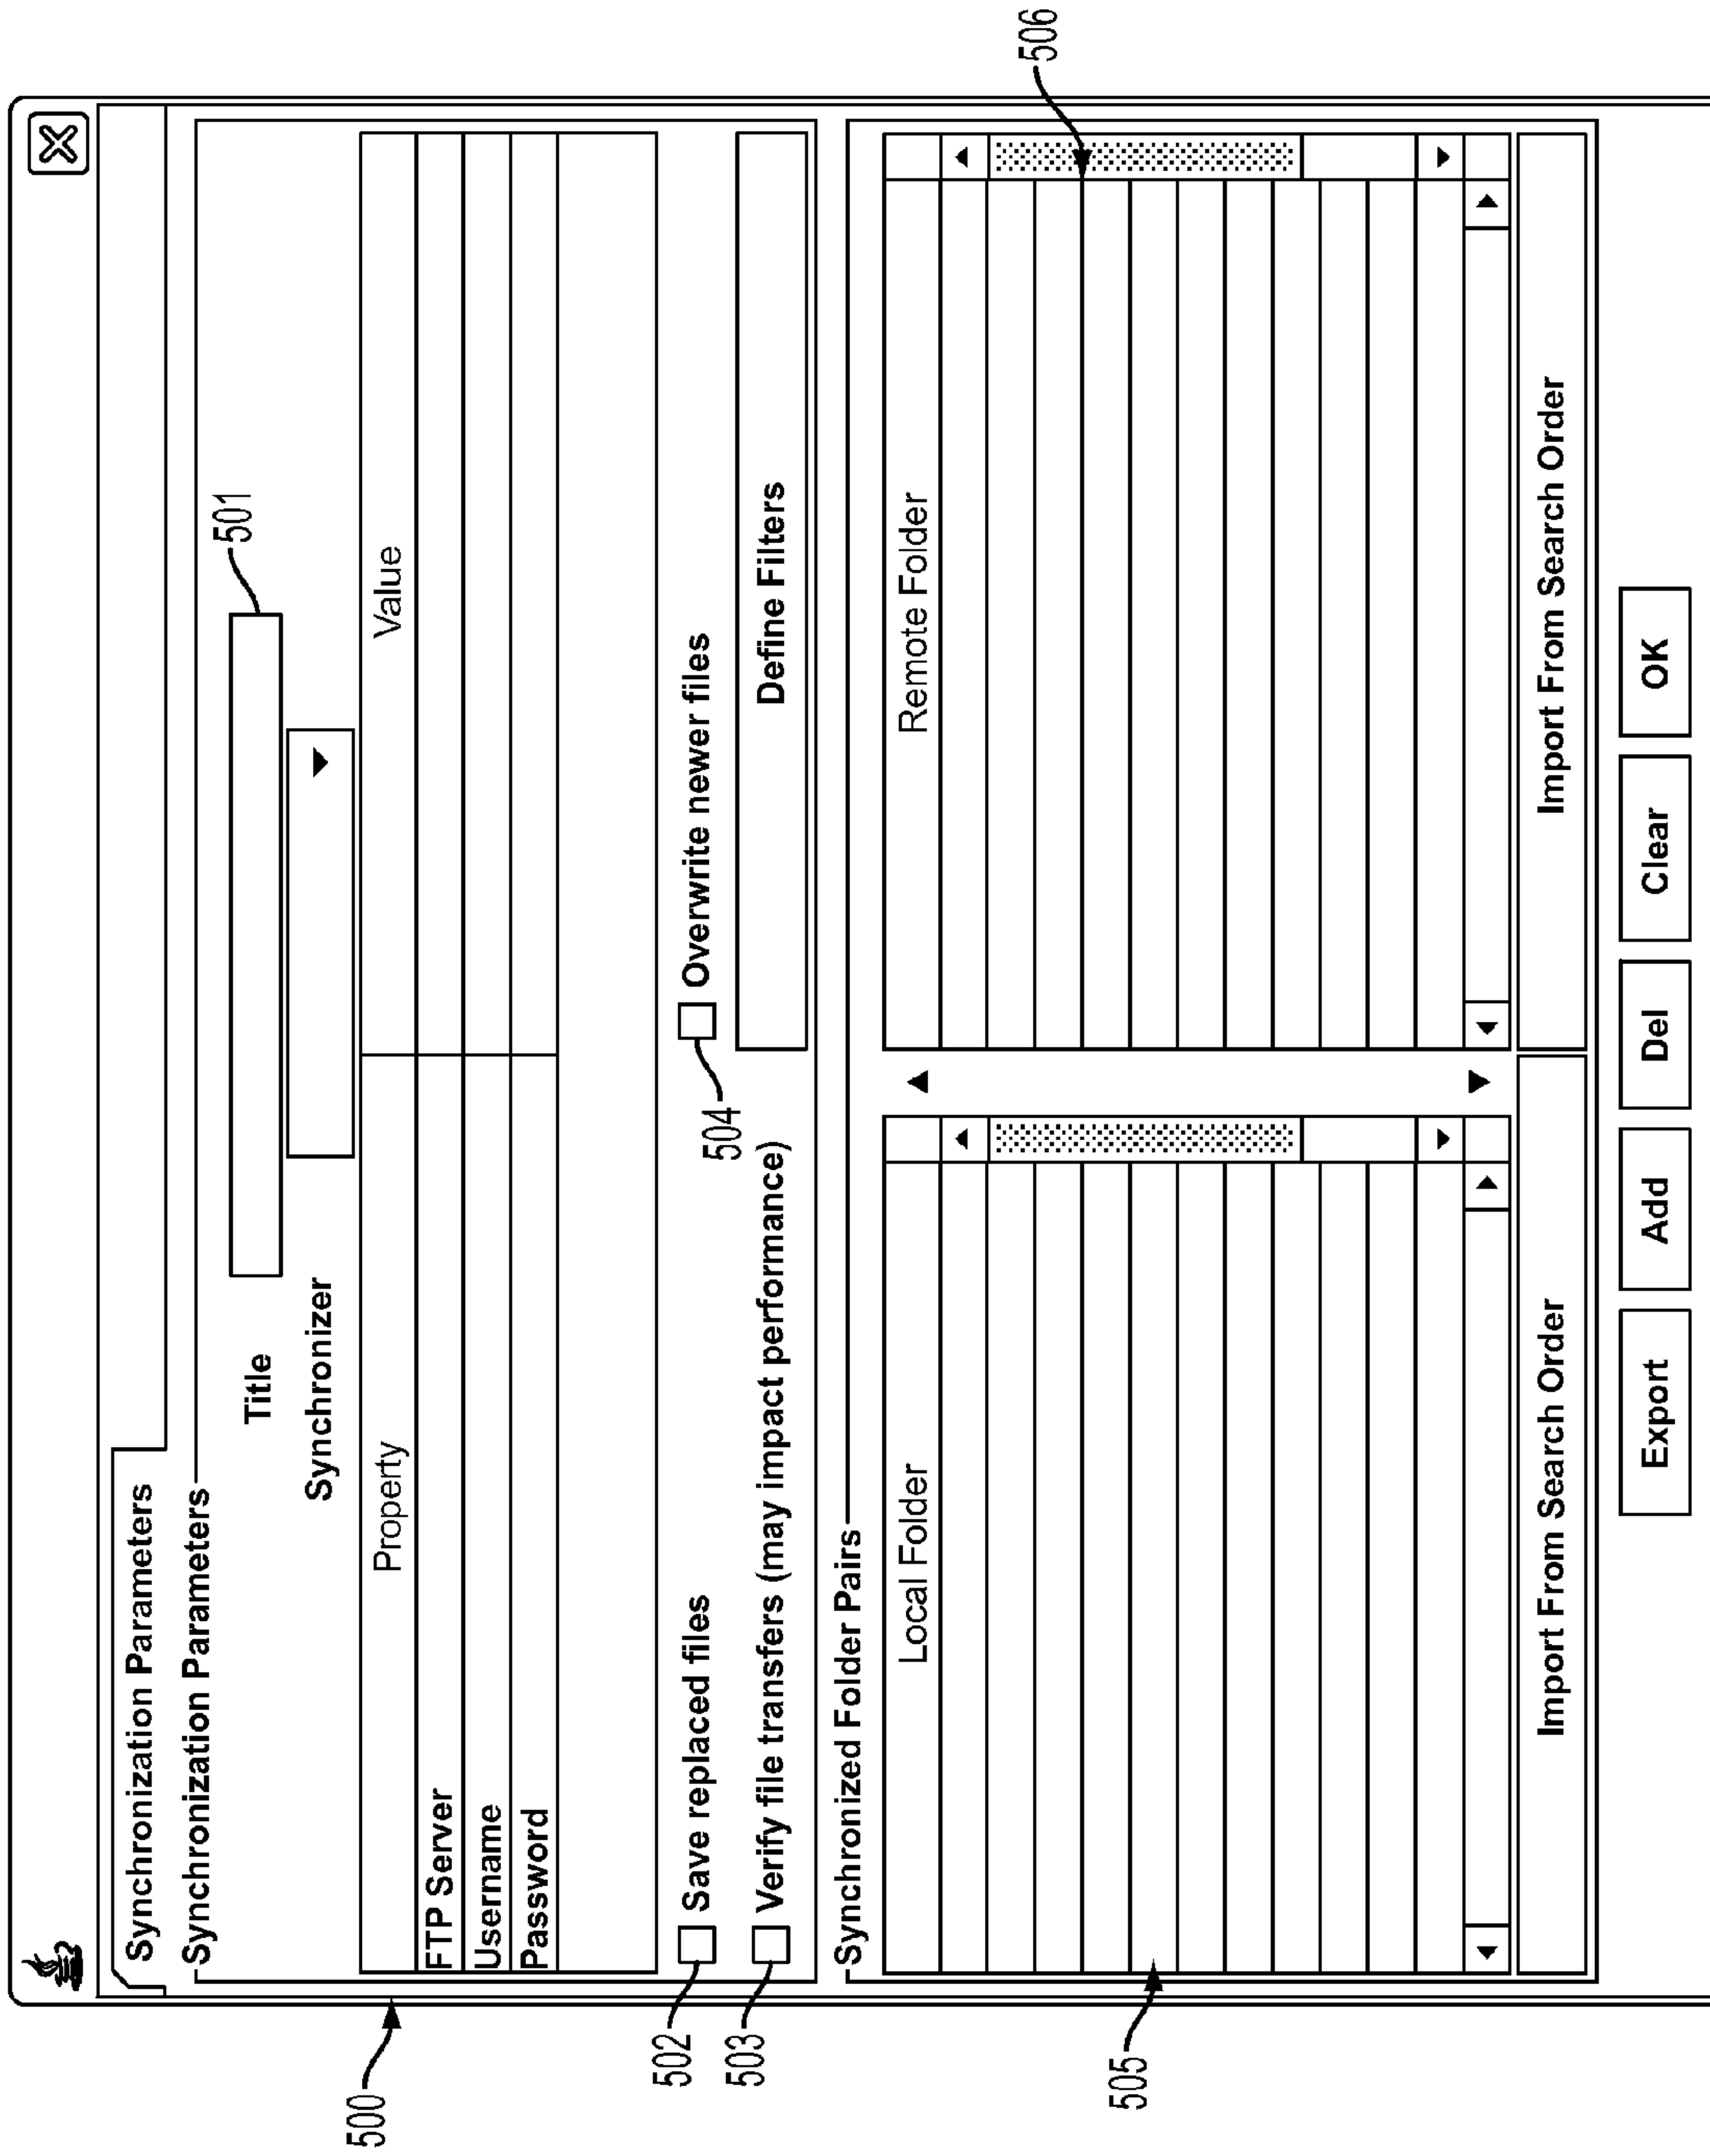 Synchronization Parameters
Synchronization Parameters
Title
501
Synchronizer
Property Value
FTP Server
Username
Password
500
502
Save replaced files
504
Overwrite newer files
503
Verify file transfers (may impact performance)
Define Filters
Synchronized Folder Pairs
Local Folder
Remote Folder
505
506
Import From Search Order
Import From Search Order
Export Add Del Clear OK